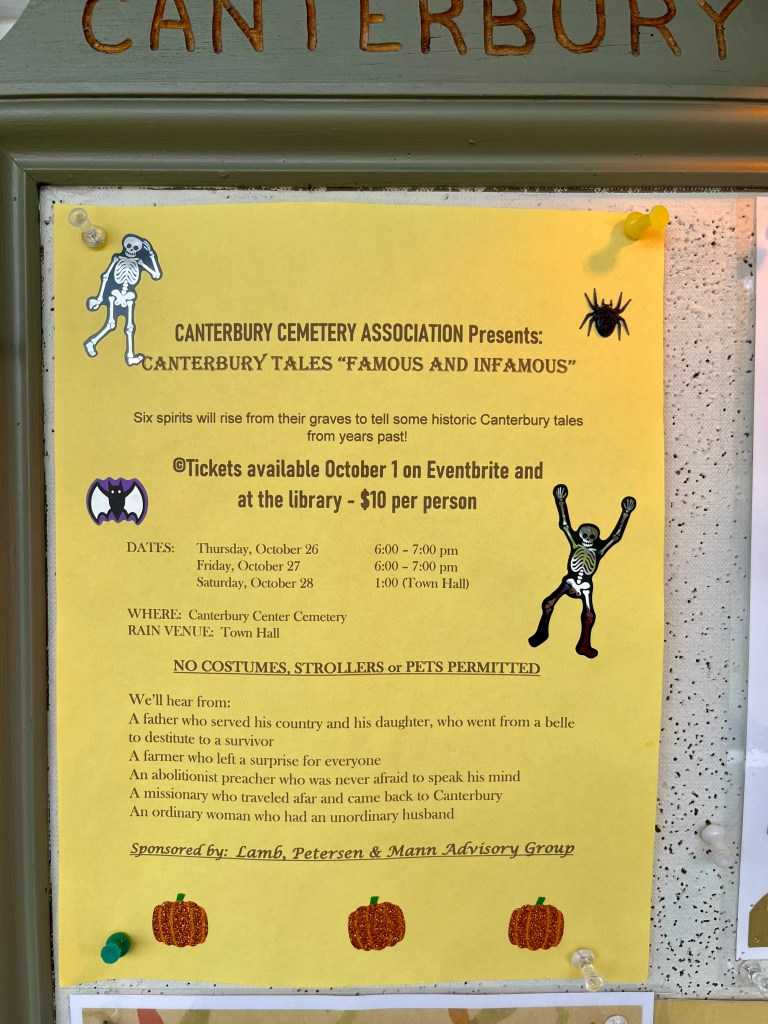 CANTERBURY
CANTERBURY CEMETERY ASSOCIATION Presents:
CANTERBURY TALES “FAMOUS AND INFAMOUS”
Six spirits will rise from their graves to tell some historic Canterbury tales
from years past!
©Tickets available October 1 on Eventbrite and
at the library - $10 per person
DATES: Thursday, October 26 6:00 – 7:00 pm
Friday, October 27 6:00 – 7:00 pm
Saturday, October 28 1:00 (Town Hall)
WHERE: Canterbury Center Cemetery
RAIN VENUE: Town Hall
NO COSTUMES, STROLLERS or PETS PERMITTED
We’ll hear from:
A father who served his country and his daughter, who went from a belle
to destitute to a survivor
A farmer who left a surprise for everyone
An abolitionist preacher who was never afraid to speak his mind
A missionary who traveled afar and came back to Canterbury
An ordinary woman who had an unordinary husband
Sponsored by: Lamb, Petersen & Mann Advisory Group